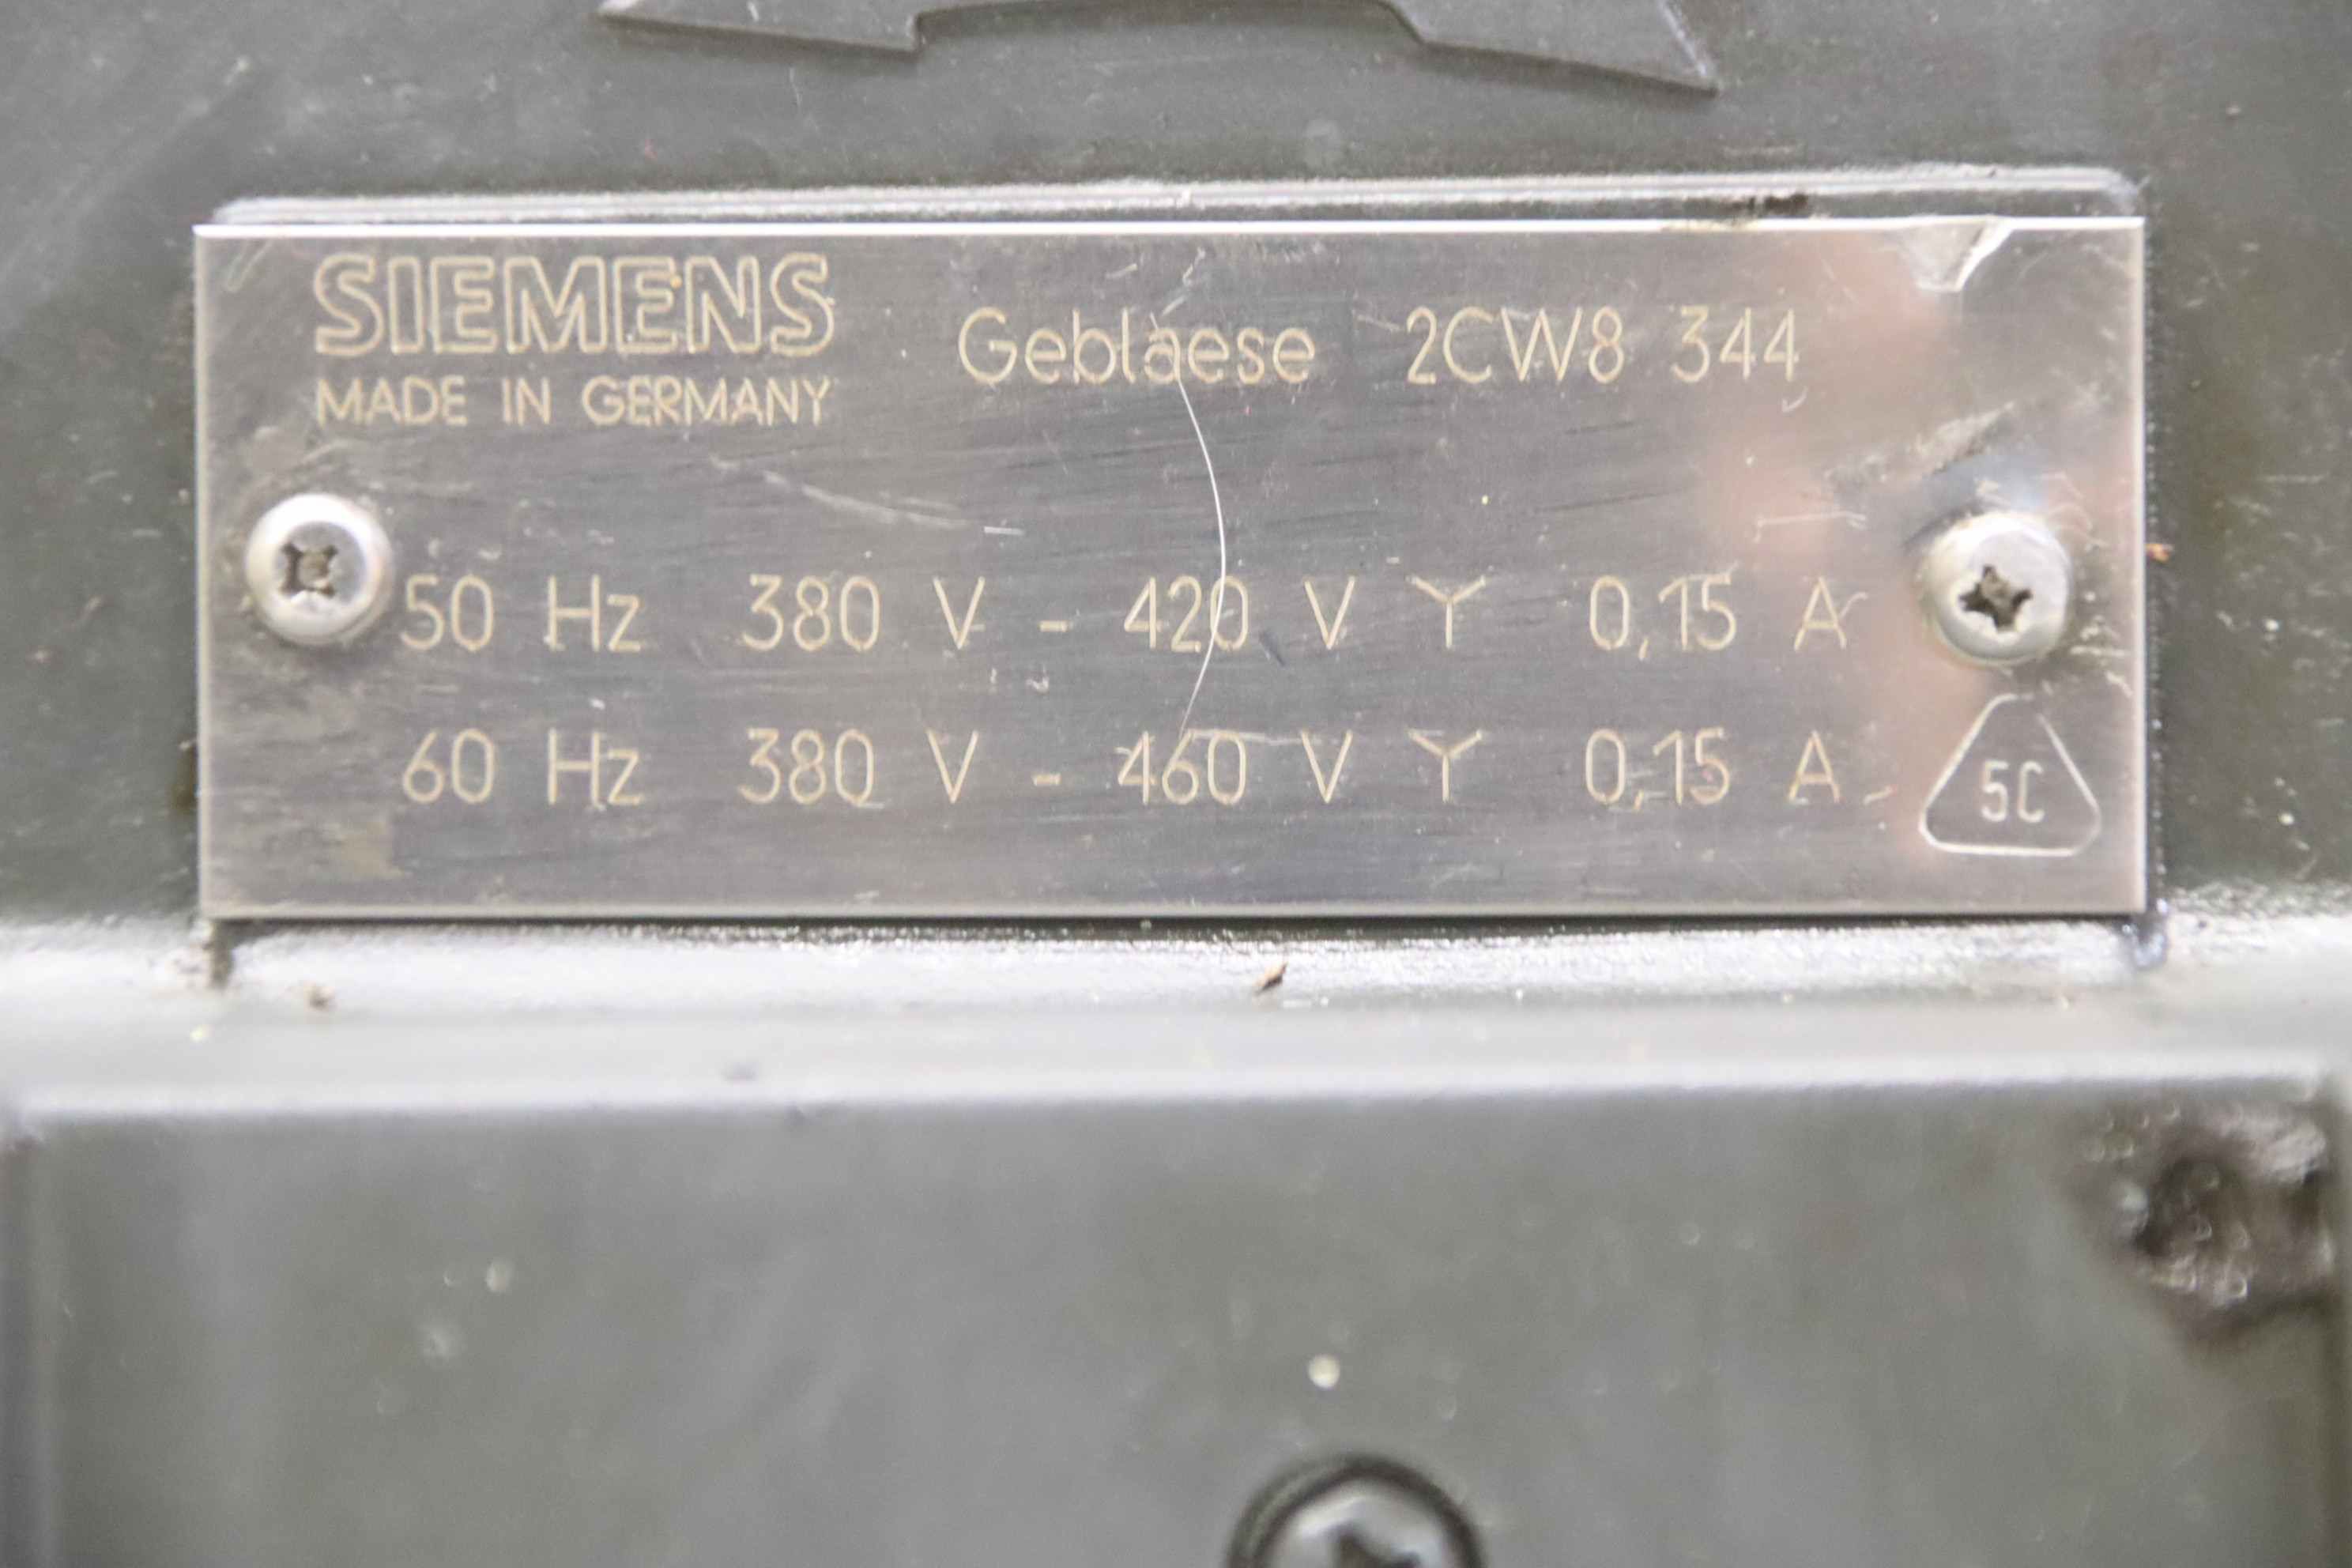 SIEMENS
MADE IN GERMANY
Geblaese 2CW8 344
50 Hz 380 V - 420 V Y 0,15 A
60 Hz 380 V - 460 V Y 0,15 A
5C